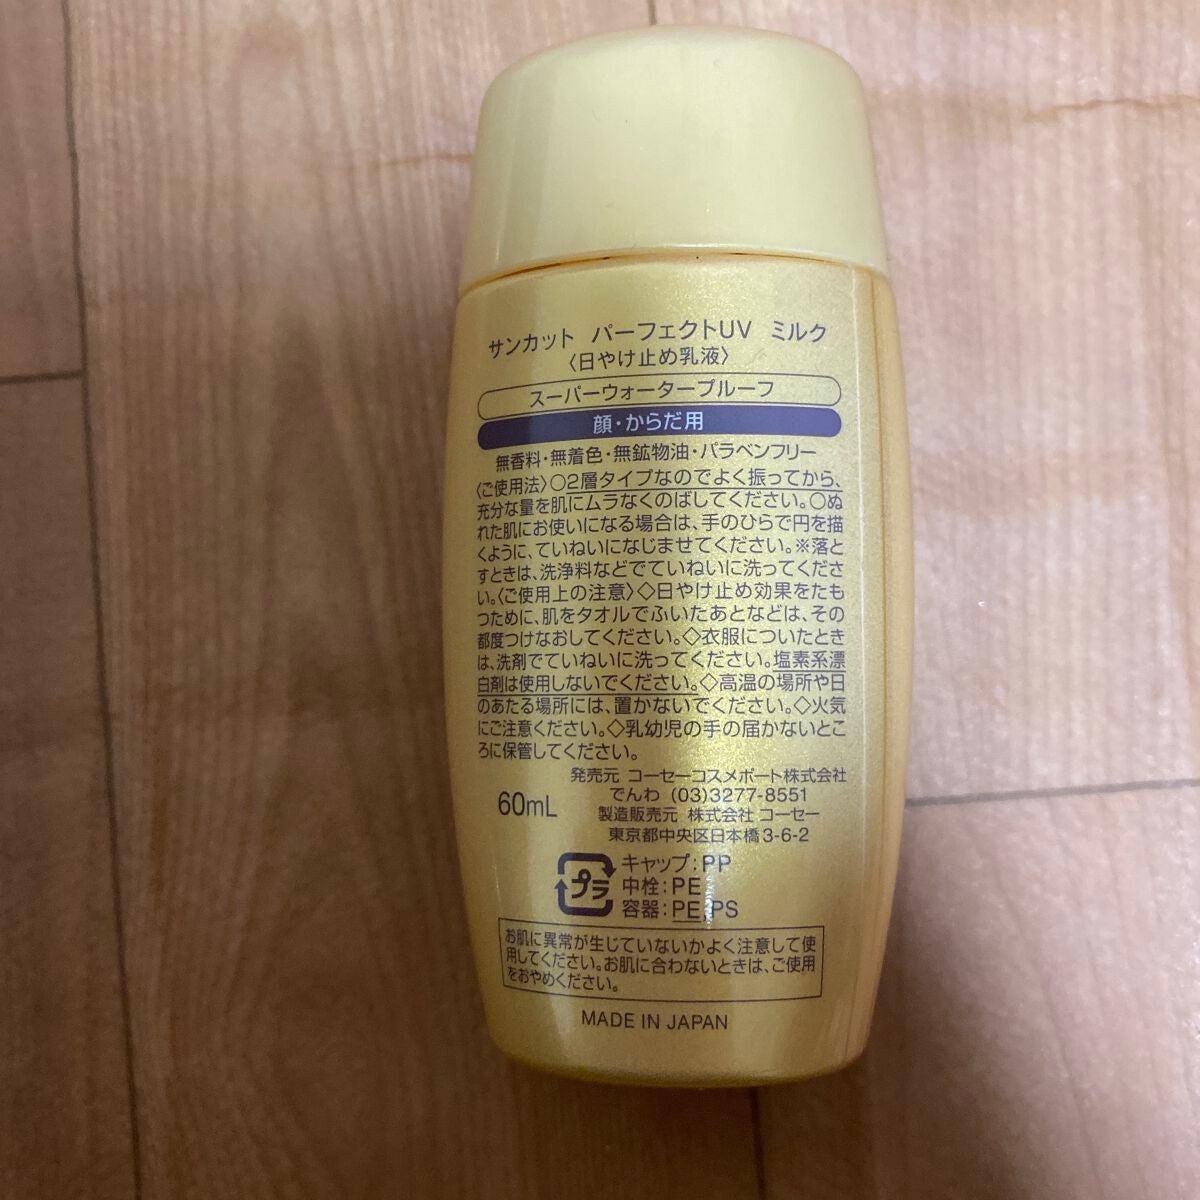 サンカット パーフェクトUV ミルク
〈日やけ止め乳液〉
スーパーウォータープルーフ
顔・からだ用
無香料・無着色・無鉱物油・パラベンフリー
〈ご使用法〉○2層タイプなのでよく振ってから、
充分な量を肌にムラなくのばしてください。○ぬ
れた肌にお使いになる場合は、手のひらで円を描
くように、ていねいになじませてください。※落と
すときは、洗浄料などでていねいに洗ってくださ
い。〈ご使用上の注意〉◇日やけ止め効果をたも
つために、肌をタオルでふいたあとなどは、その
都度つけなおしてください。◇衣服についたとき
は、洗剤でていねいに洗ってください。塩素系漂
白剤は使用しないでください。◇高温の場所や日
のあたる場所には、置かないでください。◇火気
にご注意ください。◇乳幼児の手の届かないとこ
ろに保管してください。
発売元 コーセーコスメポート株式会社
でんわ (03)3277-8551
60mL
製造販売元 株式会社 コーセー
東京都中央区日本橋3-6-2
プラ
キャップ:PP
中栓:PE
容器:PE,PS
お肌に異常が生じていないかよく注意して使
用してください。お肌に合わないときは、ご使用
をおやめください。
MADE IN JAPAN